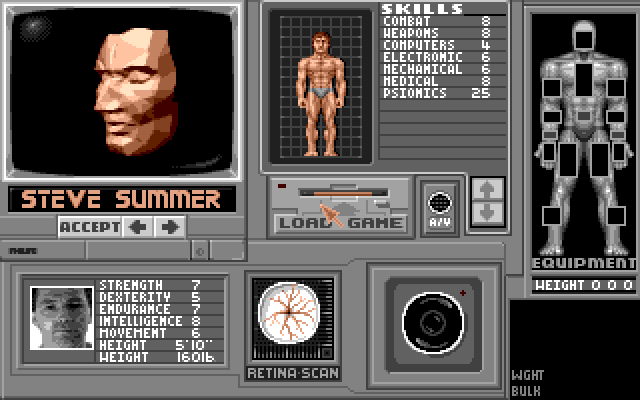 SKILLS
COMBAT 8
WEAPONS 8
COMPUTERS 4
ELECTRONIC 6
MECHANICAL 6
MEDICAL 8
PSIONICS 25
STEVE SUMMER
ACCEPT
LOAD GAME
A/V
EQUIPMENT
WEIGHT 0 0 0
STRENGTH 7
DEXTERITY 5
ENDURANCE 7
INTELLIGENCE 8
MOVEMENT 6
HEIGHT 5'10"
WEIGHT 160lb
RETINA-SCAN
WGHT
BULK